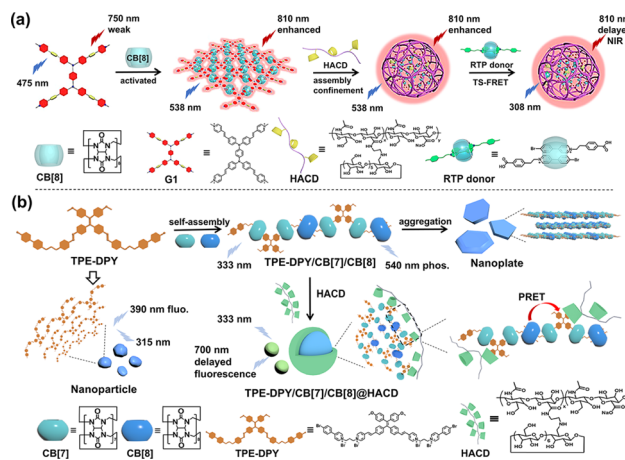 (a)
750 nm
weak
475 nm
CB[8]
activated
810 nm
enhanced
538 nm
HACD
assembly
confinement
810 nm
enhanced
538 nm
RTP donor
TS-FRET
810 nm
delayed
NIR
308 nm
CB[8]
G1
HACD
RTP donor
(b)
TPE-DPY
self-assembly
333 nm
TPE-DPY/CB[7]/CB[8]
540 nm phos.
aggregation
Nanoplate
390 nm fluo.
315 nm
Nanoparticle
HACD
333 nm
700 nm
delayed
fluorescence
TPE-DPY/CB[7]/CB[8]@HACD
PRET
CB[7]
CB[8]
TPE-DPY
HACD